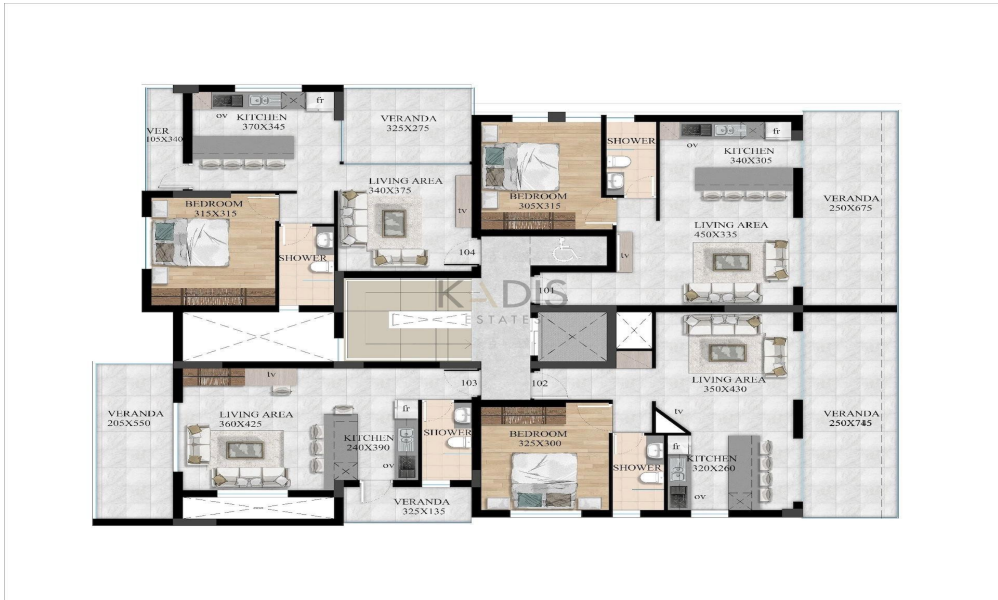 VER
105X340
ov
fr
KITCHEN
370X345
VERANDA
325X275
LIVING AREA
340X375
tv
104
BEDROOM
315X315
SHOWER
BEDROOM
305X315
SHOWER
ov
fr
KITCHEN
340X305
LIVING AREA
450X335
tv
VERANDA
250X675
101
KADIS
ESTATE
103
102
VERANDA
205X550
tv
LIVING AREA
360X425
fr
KITCHEN
240X390
ov
SHOWER
VERANDA
325X135
BEDROOM
325X300
SHOWER
LIVING AREA
350X430
tv
fr
KITCHEN
320X260
ov
VERANDA